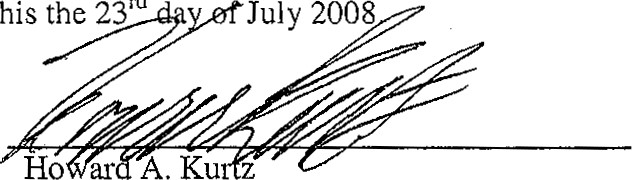 his the 23rd day of July 2008
Howard A. Kurtz